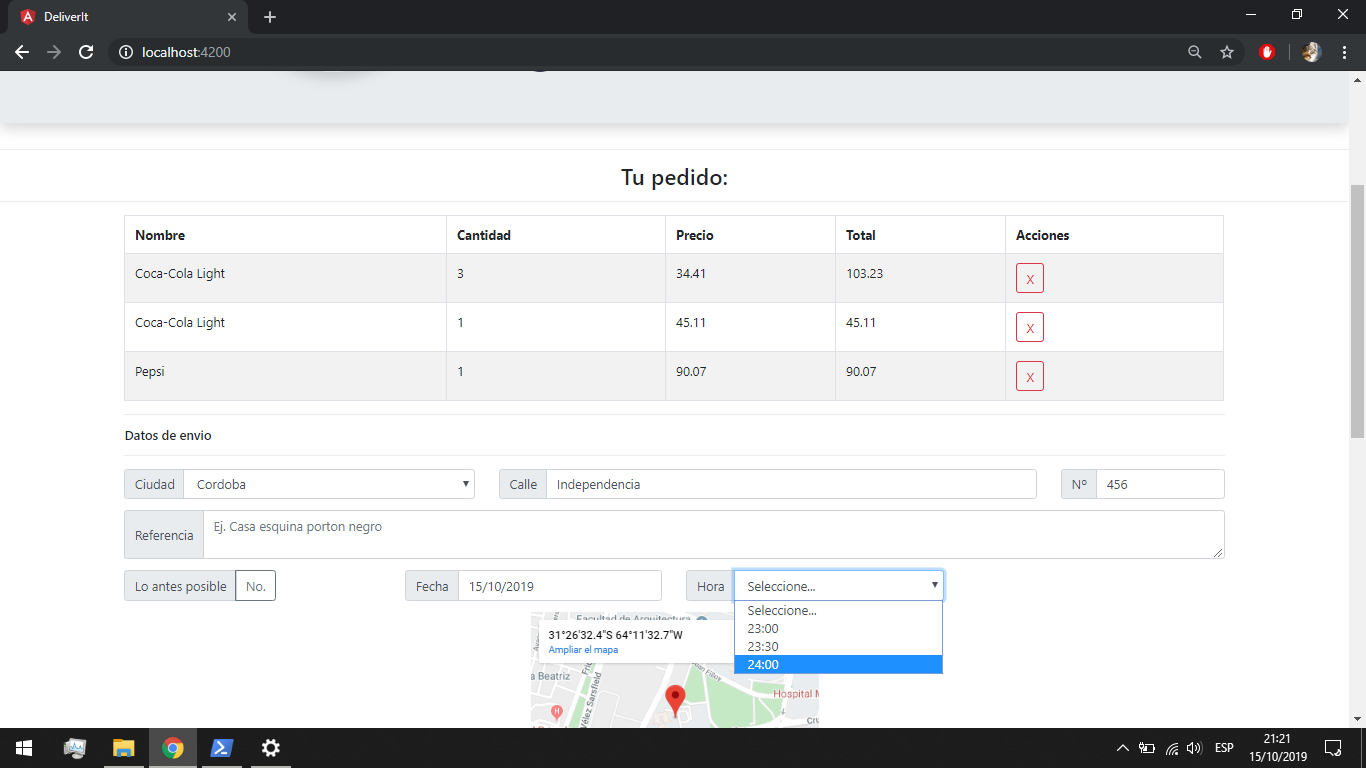 DeliverIt
localhost:4200
Tu pedido:
Nombre Cantidad Precio Total Acciones
Coca-Cola Light 3 34.41 103.23 X
Coca-Cola Light 1 45.11 45.11 X
Pepsi 1 90.07 90.07 X
Datos de envio
Ciudad Cordoba Calle Independencia Nº 456
Referencia Ej. Casa esquina porton negro
Lo antes posible No. Fecha 15/10/2019 Hora Seleccione...
Seleccione...
23:00
23:30
24:00
Facultad de Arquitectura
31°26'32.4"S 64°11'32.7"W
Ampliar el mapa
a Beatriz
Vélez Sarsfield
Hospital M
H
ESP
21:21
15/10/2019